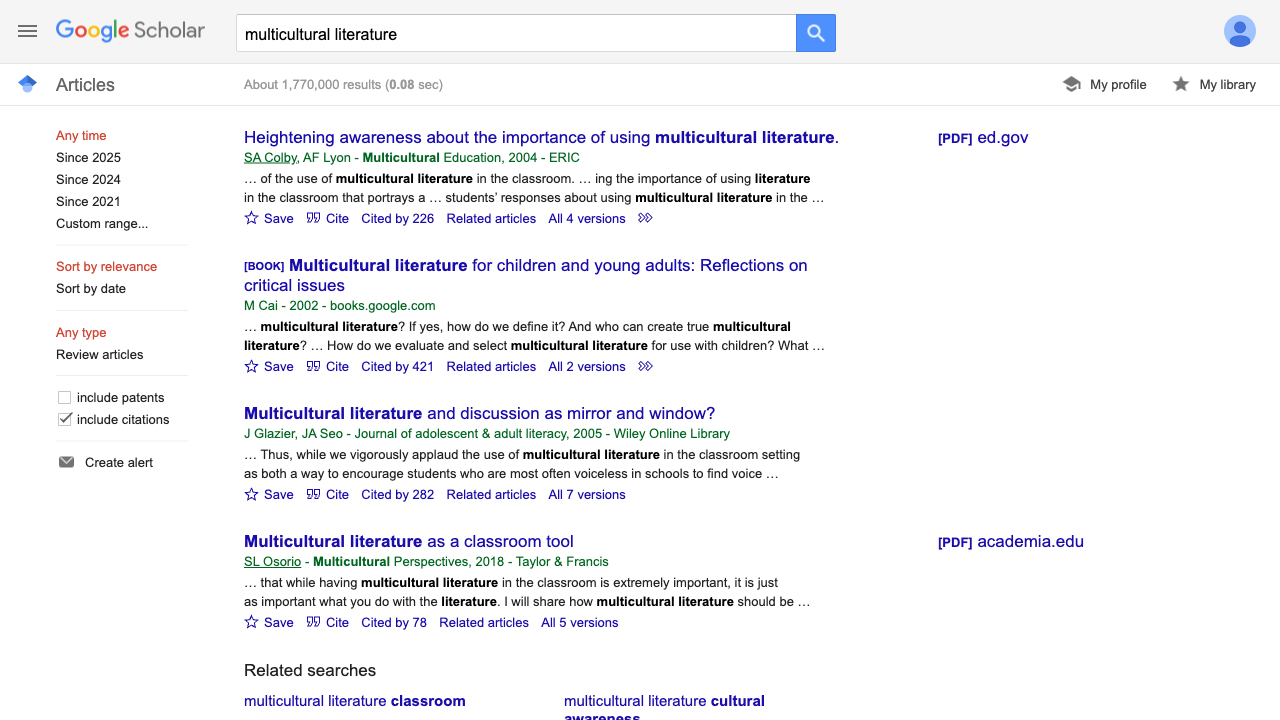 Google Scholar
multicultural literature
Articles
About 1,770,000 results (0.08 sec)
My profile
My library
Any time
Since 2025
Since 2024
Since 2021
Custom range...
Sort by relevance
Sort by date
Any type
Review articles
include patents
include citations
Create alert
Heightening awareness about the importance of using multicultural literature.
SA Colby, AF Lyon - Multicultural Education, 2004 - ERIC
… of the use of multicultural literature in the classroom. … ing the importance of using literature
in the classroom that portrays a … students’ responses about using multicultural literature in the …
Save Cite Cited by 226 Related articles All 4 versions
[PDF] ed.gov
[BOOK] Multicultural literature for children and young adults: Reflections on
critical issues
M Cai - 2002 - books.google.com
… multicultural literature? If yes, how do we define it? And who can create true multicultural
literature? … How do we evaluate and select multicultural literature for use with children? What …
Save Cite Cited by 421 Related articles All 2 versions
Multicultural literature and discussion as mirror and window?
J Glazier, JA Seo - Journal of adolescent & adult literacy, 2005 - Wiley Online Library
… Thus, while we vigorously applaud the use of multicultural literature in the classroom setting
as both a way to encourage students who are most often voiceless in schools to find voice …
Save Cite Cited by 282 Related articles All 7 versions
Multicultural literature as a classroom tool
SL Osorio - Multicultural Perspectives, 2018 - Taylor & Francis
… that while having multicultural literature in the classroom is extremely important, it is just
as important what you do with the literature. I will share how multicultural literature should be …
Save Cite Cited by 78 Related articles All 5 versions
[PDF] academia.edu
Related searches
multicultural literature classroom
multicultural literature cultural
awareness